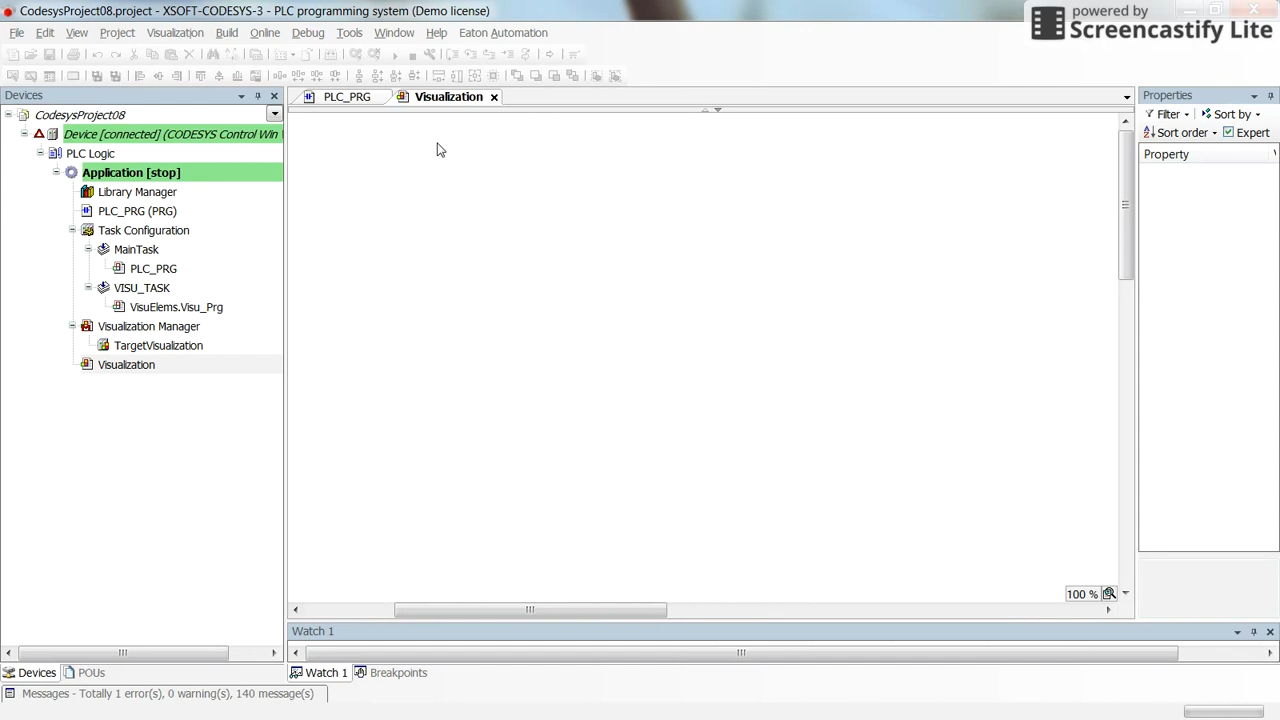 CodesysProject08.project - XSOFT-CODESYS-3 - PLC programming system (Demo license)
powered by
Screencastify Lite
File Edit View Project Visualization Build Online Debug Tools Window Help Eaton Automation
Devices
CodesysProject08
Device [connected] (CODESYS Control Win
PLC Logic
Application [stop]
Library Manager
PLC_PRG (PRG)
Task Configuration
MainTask
PLC_PRG
VISU_TASK
VisuElems.Visu_Prg
Visualization Manager
TargetVisualization
Visualization
Devices POUs
PLC_PRG Visualization
100 %
Watch 1
Watch 1 Breakpoints
Properties
Filter Sort by
Sort order Expert
Property
Messages - Totally 1 error(s), 0 warning(s), 140 message(s)